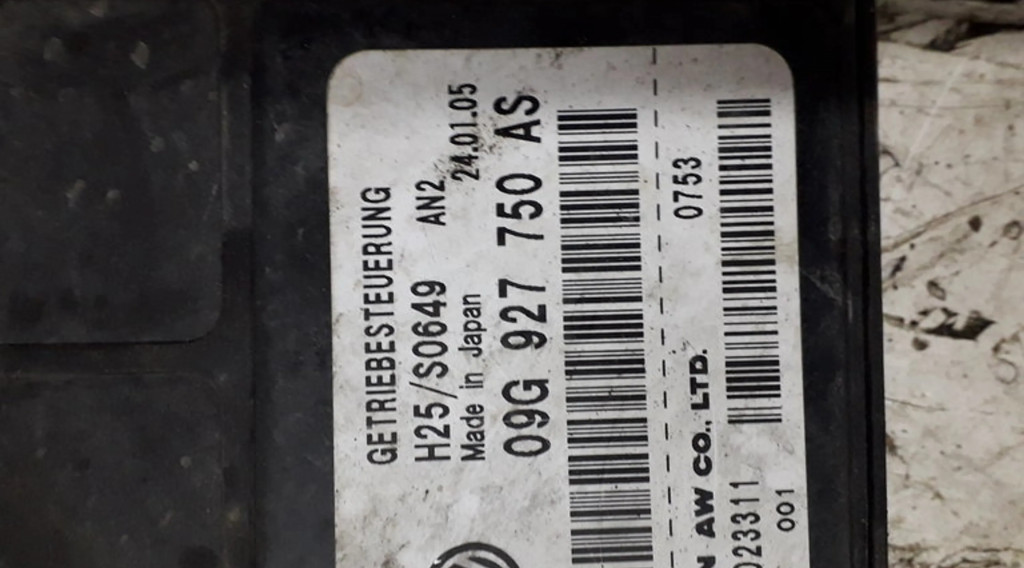 GETRIEBESTEUERUNG
H25/S0649 AN2
Made in Japan 24.01.05
09G 927 750 AS
0753
AW CO., LTD.
23311
001